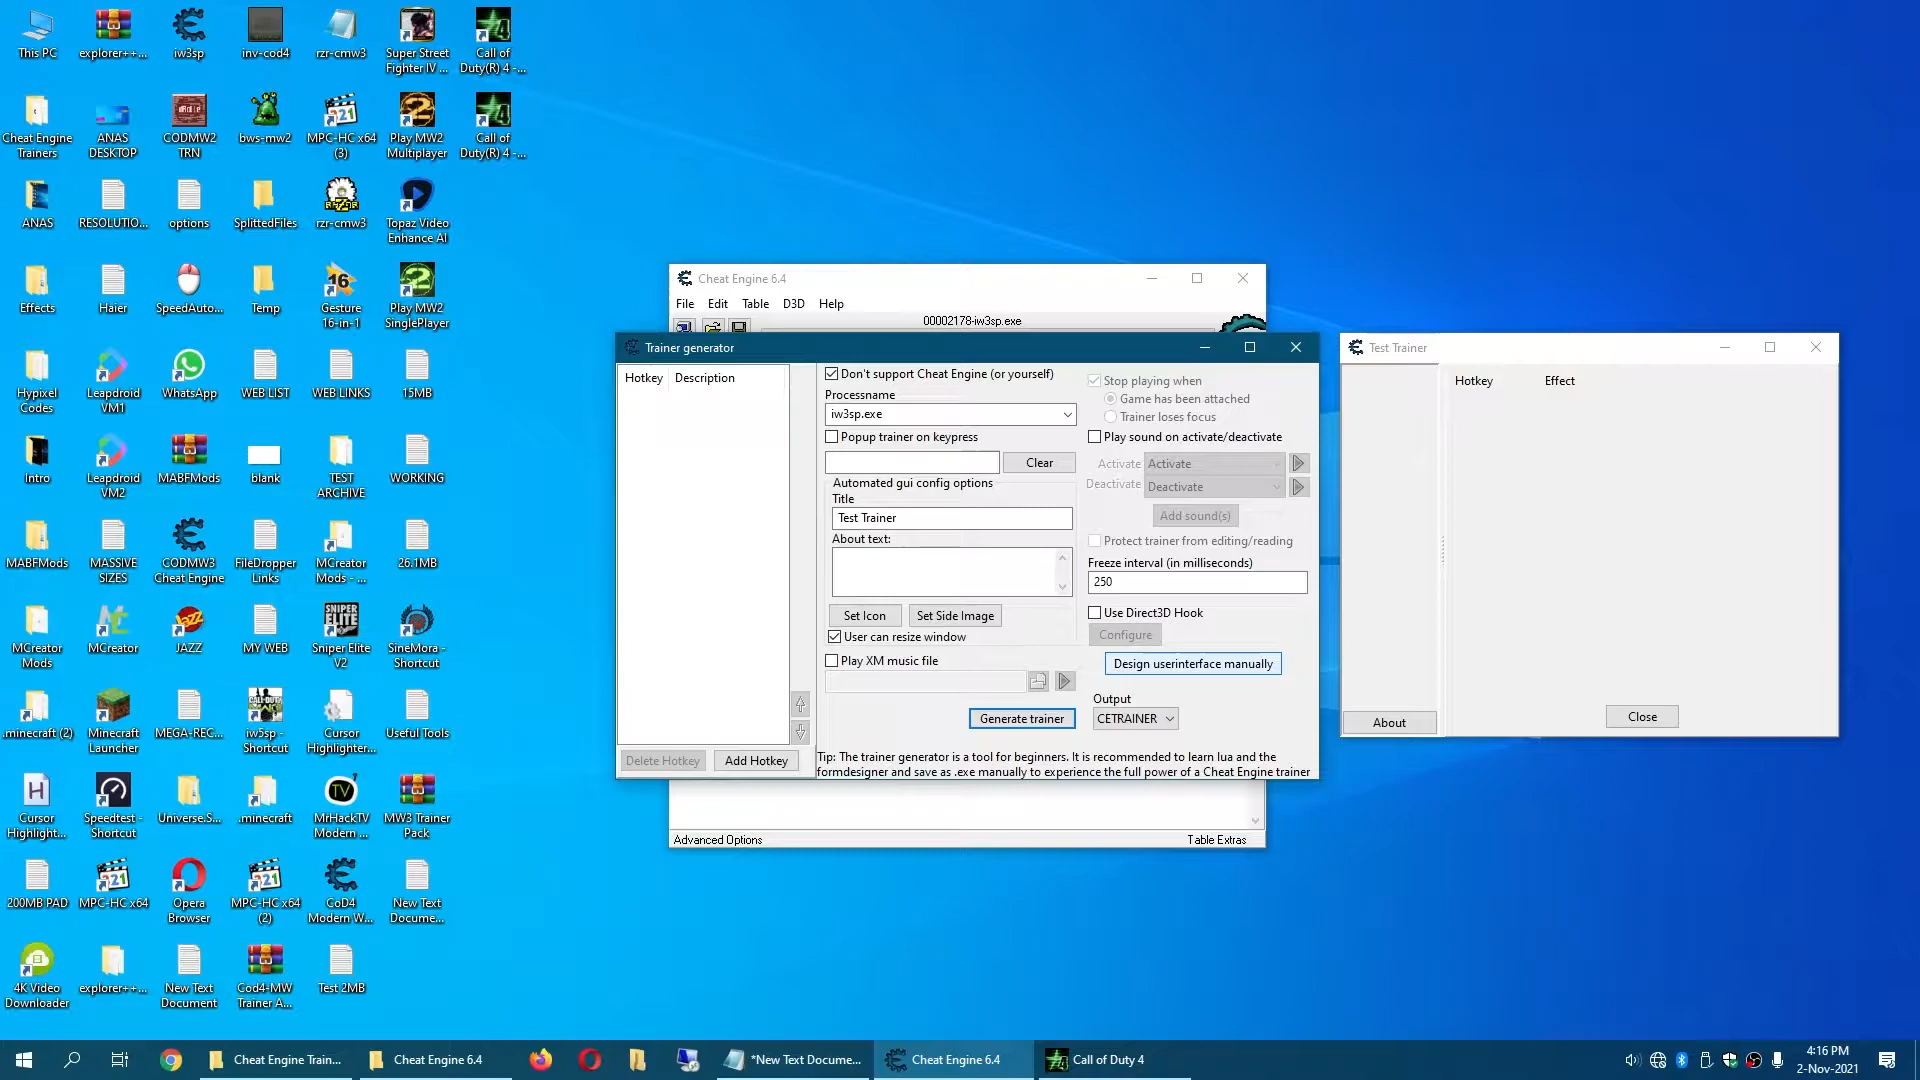 This PC
explorer++...
iw3sp
inv-cod4
rzr-cmw3
Super Street
Fighter IV ...
Call of
Duty(R) 4 -...
Cheat Engine
Trainers
ANAS
DESKTOP
CODMW2
TRN
bws-mw2
MPC-HC x64
(3)
Play MW2
Multiplayer
Call of
Duty(R) 4 -...
ANAS
RESOLUTIO...
options
SplittedFiles
rzr-cmw3
Topaz Video
Enhance AI
Effects
Haier
SpeedAuto...
Temp
Gesture
16-in-1
Play MW2
SinglePlayer
Hypixel
Codes
Leapdroid
VM1
WhatsApp
WEB LIST
WEB LINKS
15MB
Intro
Leapdroid
VM2
MABFMods
blank
TEST
ARCHIVE
WORKING
MABFMods
MASSIVE
SIZES
CODMW3
Cheat Engine
FileDropper
Links
MCreator
Mods - ...
26.1MB
MCreator
Mods
MCreator
JAZZ
MY WEB
Sniper Elite
V2
SineMora -
Shortcut
.minecraft (2)
Minecraft
Launcher
MEGA-REC...
iw5sp -
Shortcut
Cursor
Highlighter...
Useful Tools
Cursor
Highlight...
Speedtest -
Shortcut
Universe.S...
.minecraft
MrHackTV
Modern ...
MW3 Trainer
Pack
200MB PAD
MPC-HC x64
Opera
Browser
MPC-HC x64
(2)
CoD4
Modern W...
New Text
Docume...
4K Video
Downloader
explorer++...
New Text
Document
Cod4-MW
Trainer A...
Test 2MB
Cheat Engine 6.4
File Edit Table D3D Help
00002178-iw3sp.exe
Trainer generator
Hotkey Description
Don't support Cheat Engine (or yourself)
Processname
iw3sp.exe
Popup trainer on keypress
Clear
Automated gui config options
Title
Test Trainer
About text:
Set Icon
Set Side Image
User can resize window
Play XM music file
Generate trainer
Stop playing when
Game has been attached
Trainer loses focus
Play sound on activate/deactivate
Activate Activate
Deactivate Deactivate
Add sound(s)
Protect trainer from editing/reading
Freeze interval (in milliseconds)
250
Use Direct3D Hook
Configure
Design userinterface manually
Output
CETRAINER
Delete Hotkey
Add Hotkey
Tip: The trainer generator is a tool for beginners. It is recommended to learn lua and the
formdesigner and save as .exe manually to experience the full power of a Cheat Engine trainer
Advanced Options
Table Extras
Test Trainer
Hotkey Effect
About
Close
Cheat Engine Train...
Cheat Engine 6.4
*New Text Docume...
Cheat Engine 6.4
Call of Duty 4
4:16 PM
2-Nov-2021